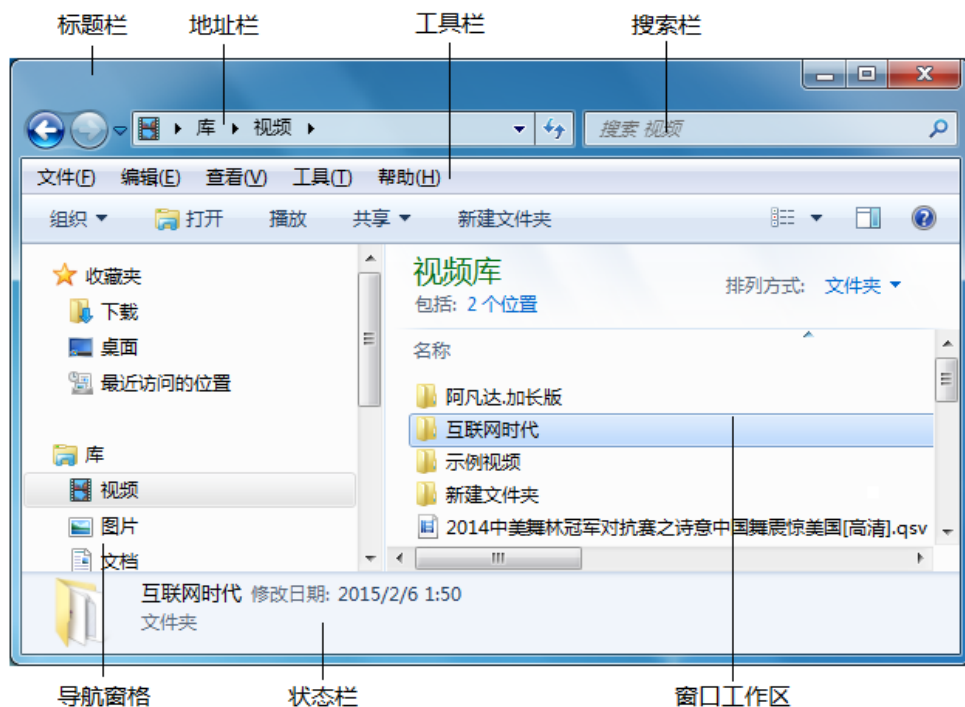 标题栏 地址栏 工具栏 搜索栏
库 视频 搜索 视频
文件(F) 编辑(E) 查看(V) 工具(T) 帮助(H)
组织 打开 播放 共享 新建文件夹
收藏夹
下载
桌面
最近访问的位置
库
视频
图片
文档
视频库
包括: 2 个位置
排列方式: 文件夹
名称
阿凡达.加长版
互联网时代
示例视频
新建文件夹
2014中美舞林冠军对抗赛之诗意中国舞震惊美国[高清].qsv
互联网时代 修改日期: 2015/2/6 1:50
文件夹
导航窗格 状态栏 窗口工作区